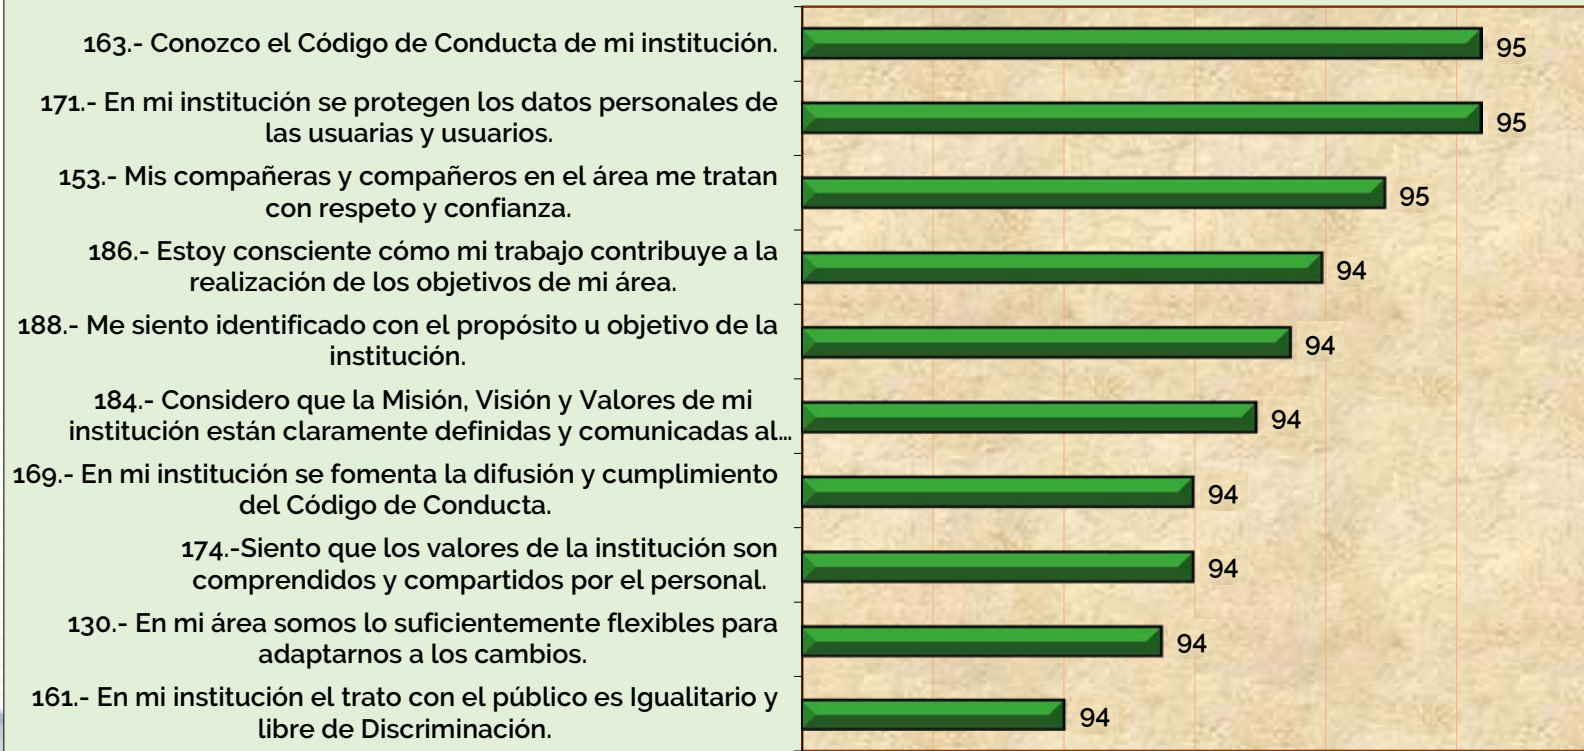 163.- Conozco el Código de Conducta de mi institución.
95
171.- En mi institución se protegen los datos personales de
las usuarias y usuarios.
95
153.- Mis compañeras y compañeros en el área me tratan
con respeto y confianza.
95
186.- Estoy consciente cómo mi trabajo contribuye a la
realización de los objetivos de mi área.
94
188.- Me siento identificado con el propósito u objetivo de la
institución.
94
184.- Considero que la Misión, Visión y Valores de mi
institución están claramente definidas y comunicadas al...
94
169.- En mi institución se fomenta la difusión y cumplimiento
del Código de Conducta.
94
174.-Siento que los valores de la institución son
comprendidos y compartidos por el personal.
94
130.- En mi área somos lo suficientemente flexibles para
adaptarnos a los cambios.
94
161.- En mi institución el trato con el público es Igualitario y
libre de Discriminación.
94